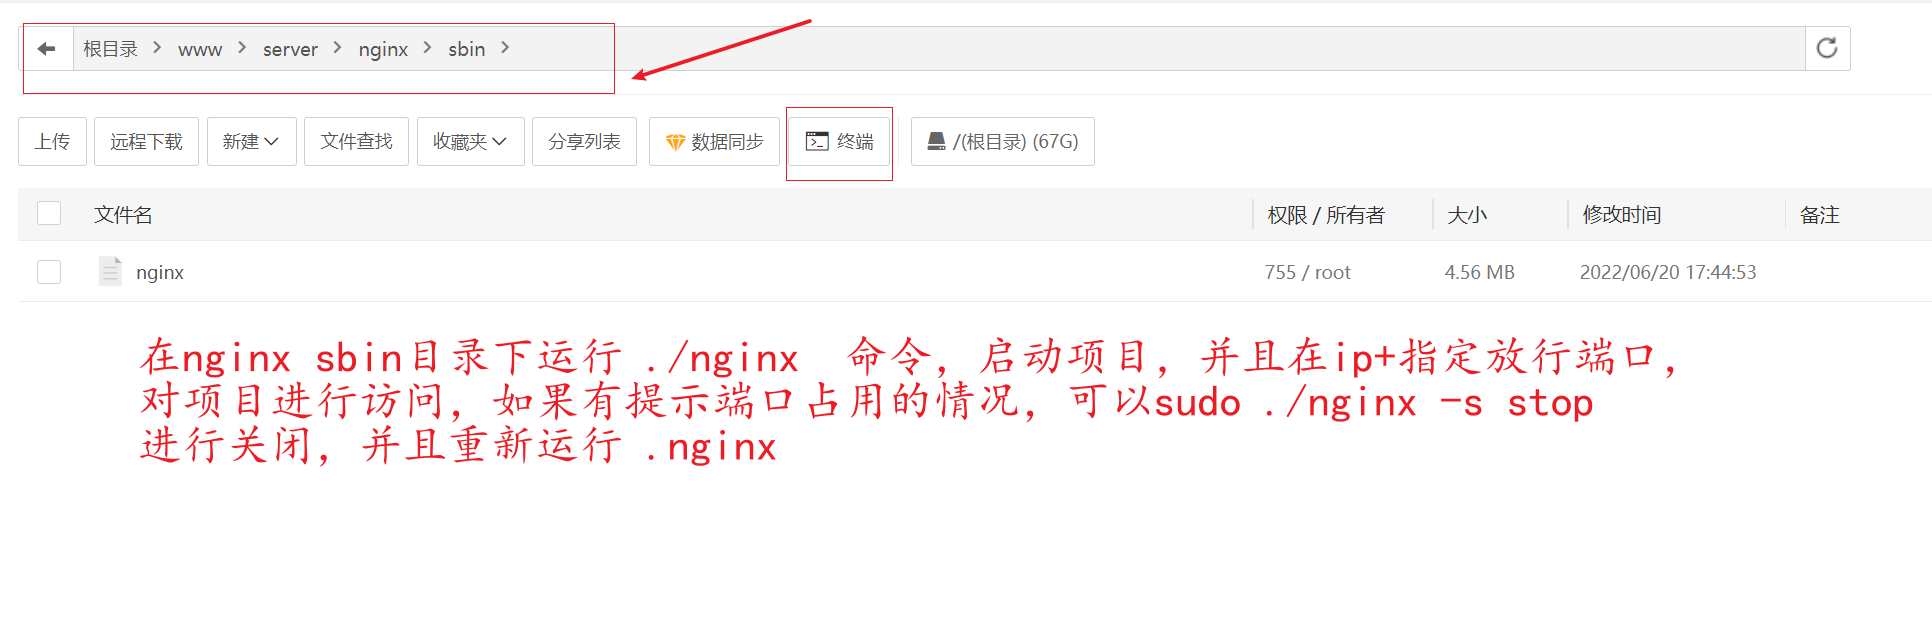 根目录 > www > server > nginx > sbin >
上传 远程下载 新建 文件查找 收藏夹 分享列表 数据同步 终端 /(根目录) (67G)
文件名 权限 / 所有者 大小 修改时间 备注
nginx 755 / root 4.56 MB 2022/06/20 17:44:53
在nginx sbin目录下运行 ./nginx 命令，启动项目，并且在ip+指定放行端口，
对项目进行访问，如果有提示端口占用的情况，可以sudo ./nginx -s stop
进行关闭，并且重新运行 .nginx